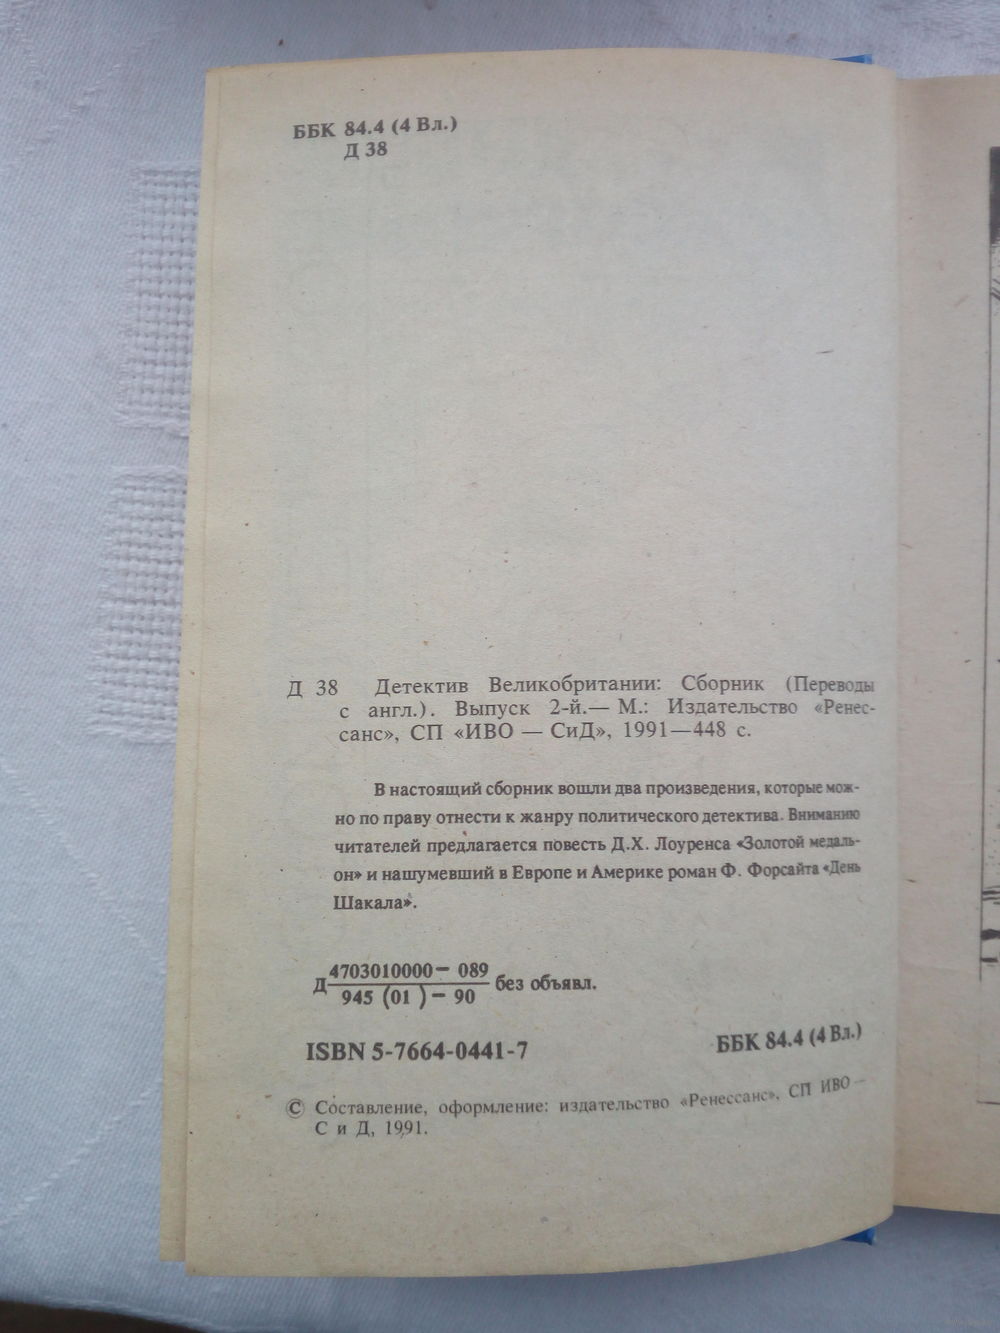 ББК 84.4 (4 Вл.)
Д 38
Д 38 Детектив Великобритании: Сборник (Переводы
с англ.). Выпуск 2-й.— М.: Издательство «Ренес-
санс», СП «ИВО — СиД», 1991—448 с.
В настоящий сборник вошли два произведения, которые мож-
но по праву отнести к жанру политического детектива. Вниманию
читателей предлагается повесть Д.Х. Лоуренса «Золотой медаль-
он» и нашумевший в Европе и Америке роман Ф. Форсайта «День
Шакала».
Д 4703010000— 089 без объявл.
945 (01 )— 90
ISBN 5-7664-0441-7 ББК 84.4 (4 Вл.)
© Составление, оформление: издательство «Ренессанс», СП ИВО —
С и Д, 1991.